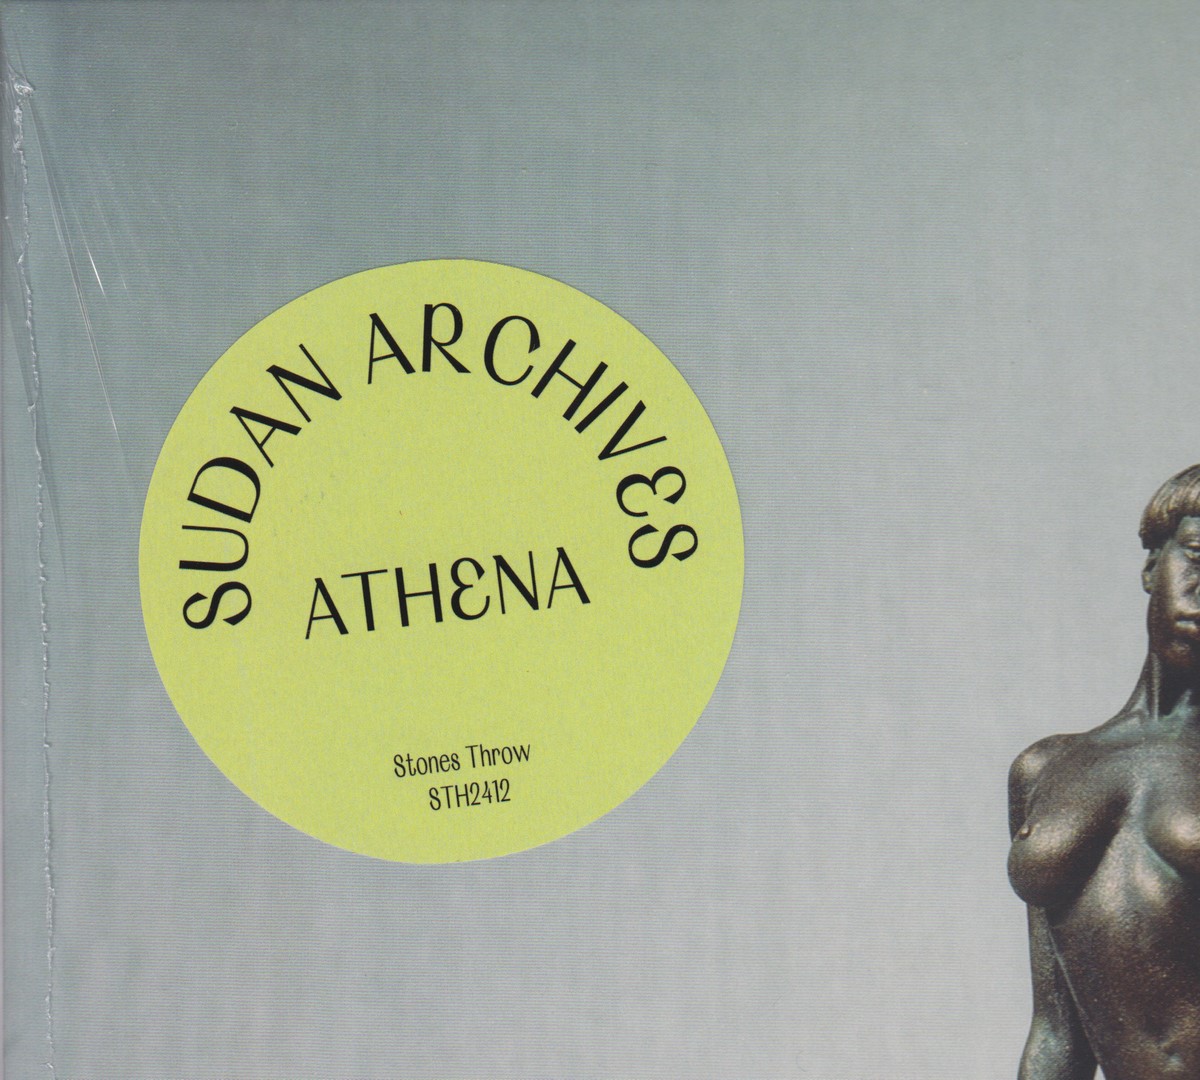 SUDAN ARCHIVES
ATHENA
Stones Throw
STH2412